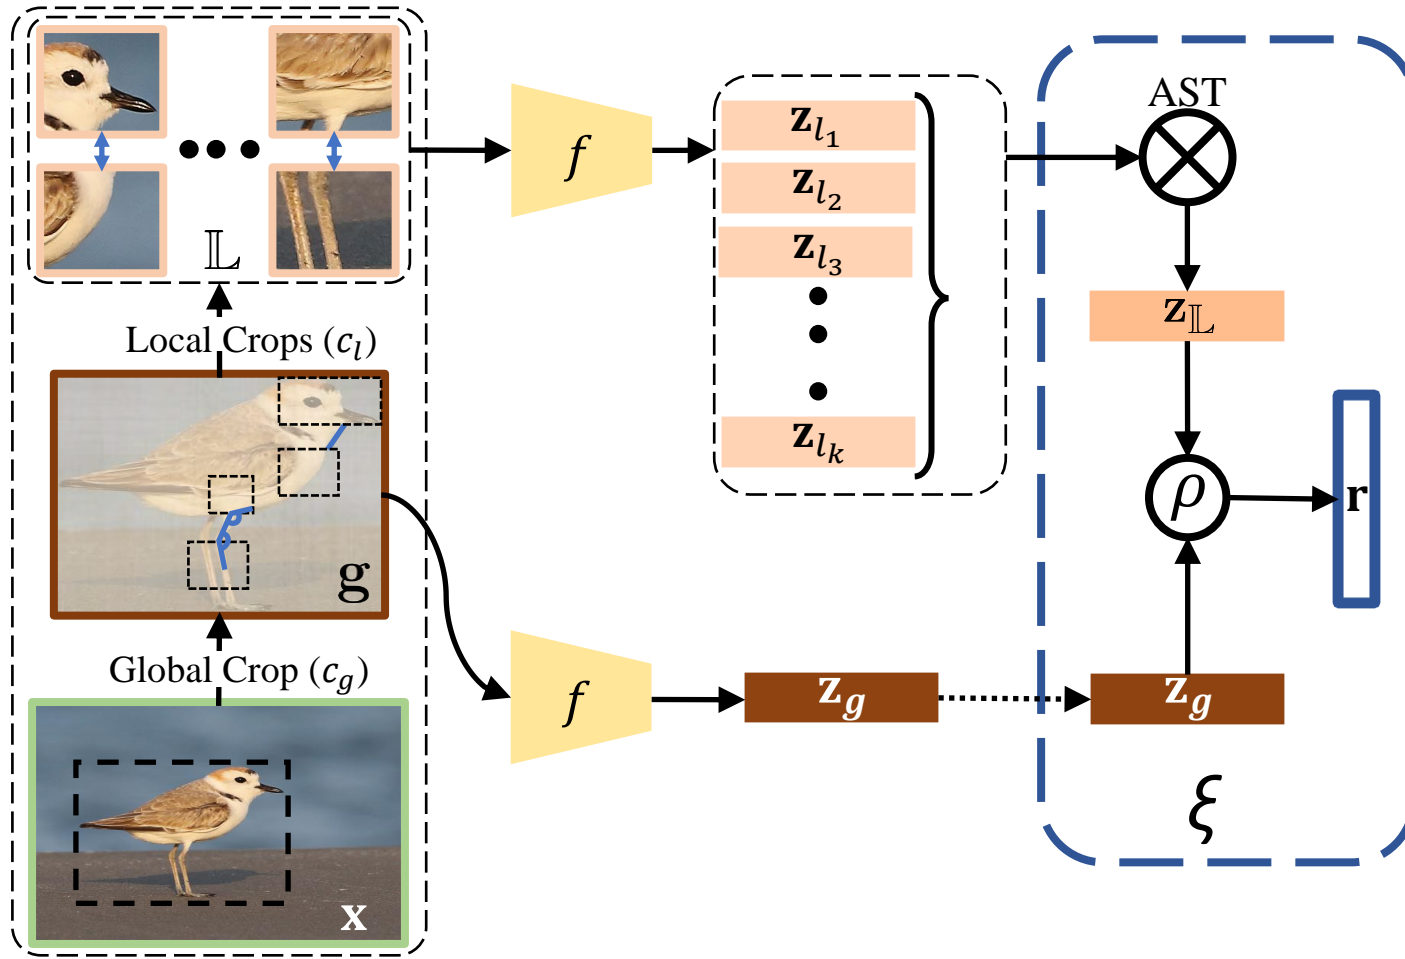 𝕃
Local Crops (c_l)
g
Global Crop (c_g)
x
f
z_{l_1}
z_{l_2}
z_{l_3}
z_{l_k}
f
z_g
AST
z_𝕃
ρ
r
z_g
ξ